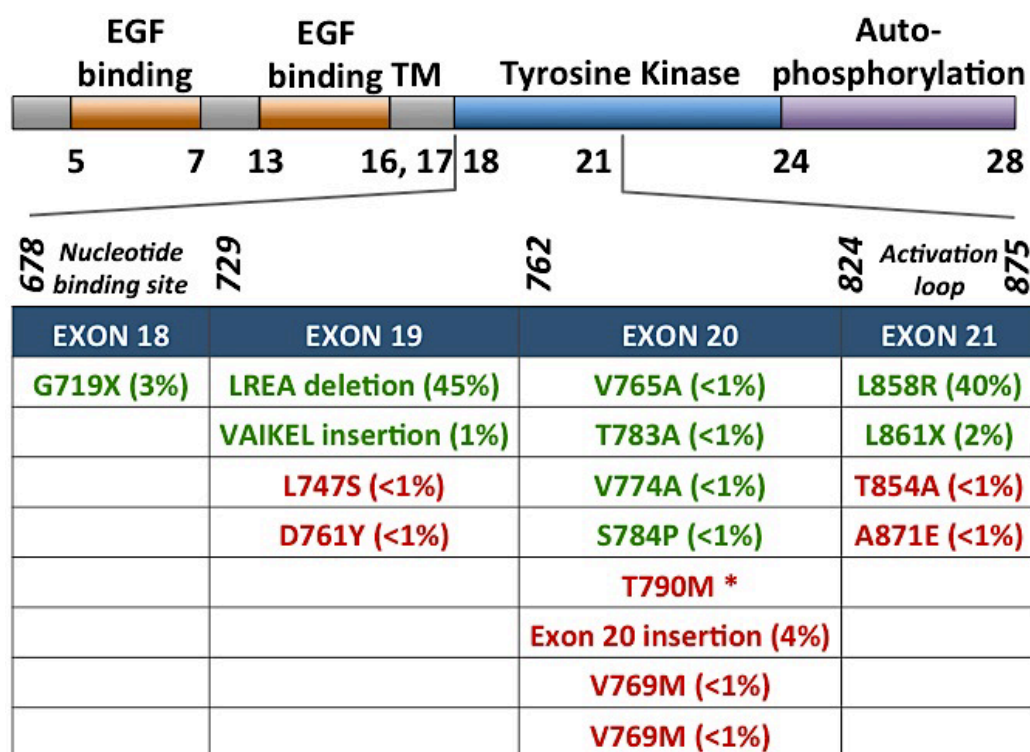 EGF binding
EGF binding TM
Tyrosine Kinase
Auto-phosphorylation
5 7 13 16, 17 18 21 24 28
678 Nucleotide binding site 729 762 824 Activation loop 875
EXON 18 EXON 19 EXON 20 EXON 21
G719X (3%) LREA deletion (45%) V765A (<1%) L858R (40%)
VAIKEL insertion (1%) T783A (<1%) L861X (2%)
L747S (<1%) V774A (<1%) T854A (<1%)
D761Y (<1%) S784P (<1%) A871E (<1%)
T790M *
Exon 20 insertion (4%)
V769M (<1%)
V769M (<1%)